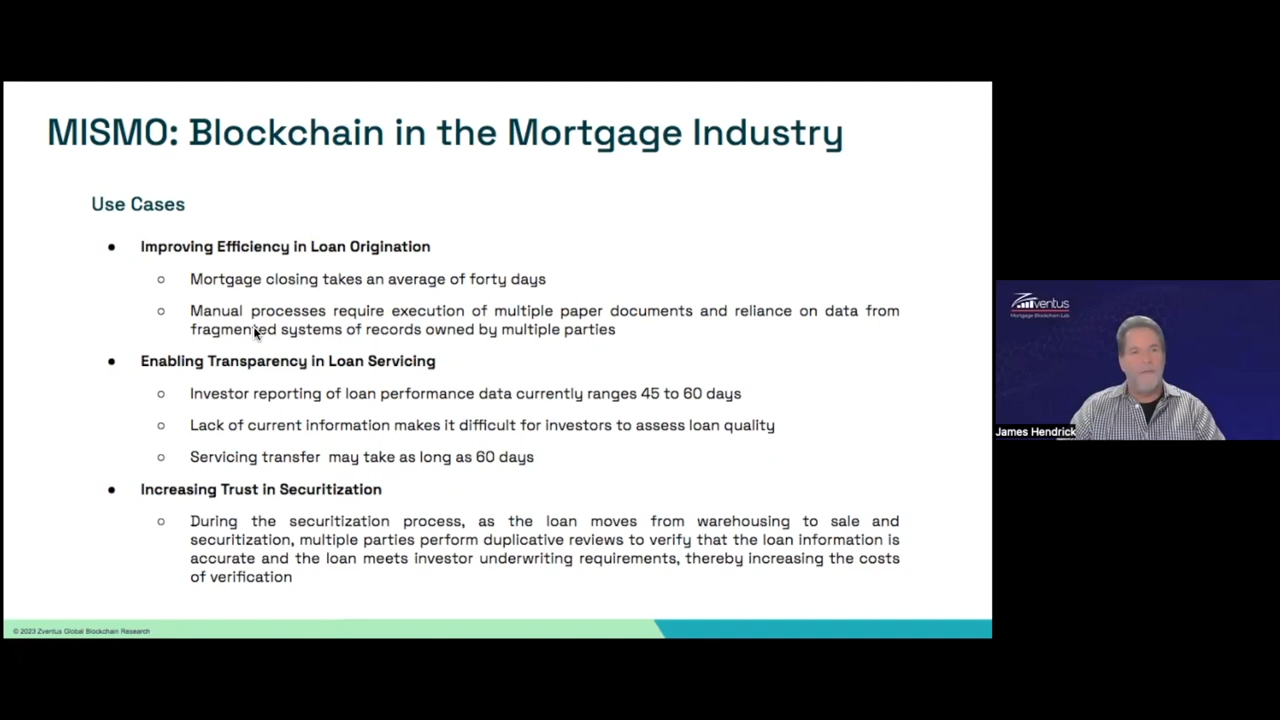 MISMO: Blockchain in the Mortgage Industry
Use Cases
● Improving Efficiency in Loan Origination
○ Mortgage closing takes an average of forty days
○ Manual processes require execution of multiple paper documents and reliance on data from
fragmented systems of records owned by multiple parties
● Enabling Transparency in Loan Servicing
○ Investor reporting of loan performance data currently ranges 45 to 60 days
○ Lack of current information makes it difficult for investors to assess loan quality
○ Servicing transfer may take as long as 60 days
● Increasing Trust in Securitization
○ During the securitization process, as the loan moves from warehousing to sale and
securitization, multiple parties perform duplicative reviews to verify that the loan information is
accurate and the loan meets investor underwriting requirements, thereby increasing the costs
of verification
© 2023 Zventus Global Blockchain Research
Zventus
Mortgage Blockchain Lab
James Hendrick